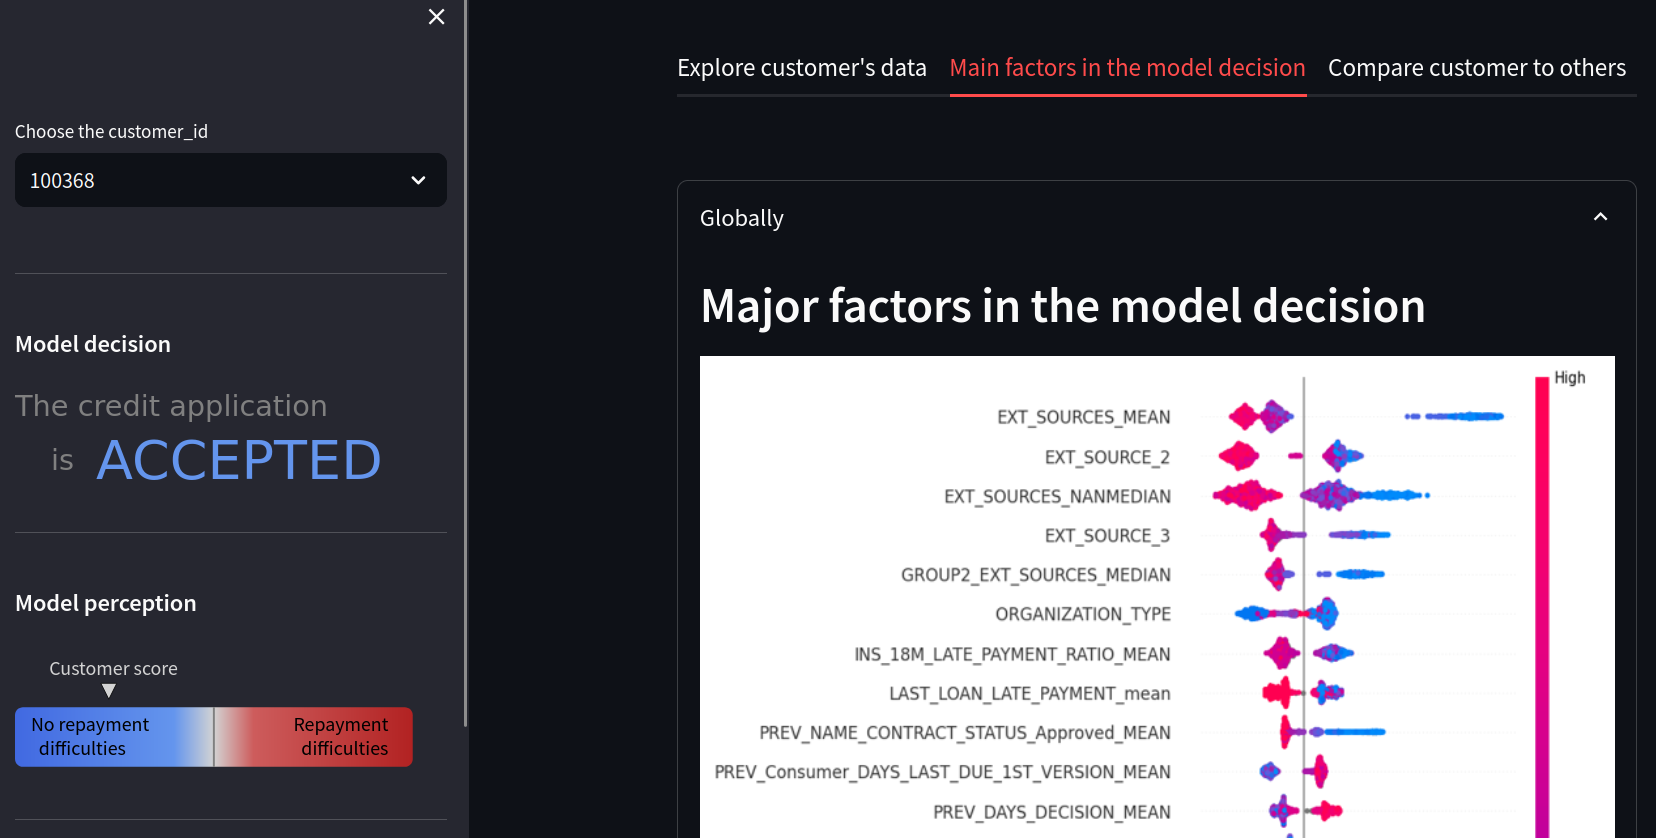 Choose the customer_id
100368
Model decision
The credit application
is ACCEPTED
Model perception
Customer score
No repayment difficulties
Repayment difficulties
Explore customer's data
Main factors in the model decision
Compare customer to others
Globally
Major factors in the model decision
High
EXT_SOURCES_MEAN
EXT_SOURCE_2
EXT_SOURCES_NANMEDIAN
EXT_SOURCE_3
GROUP2_EXT_SOURCES_MEDIAN
ORGANIZATION_TYPE
INS_18M_LATE_PAYMENT_RATIO_MEAN
LAST_LOAN_LATE_PAYMENT_mean
PREV_NAME_CONTRACT_STATUS_Approved_MEAN
PREV_Consumer_DAYS_LAST_DUE_1ST_VERSION_MEAN
PREV_DAYS_DECISION_MEAN